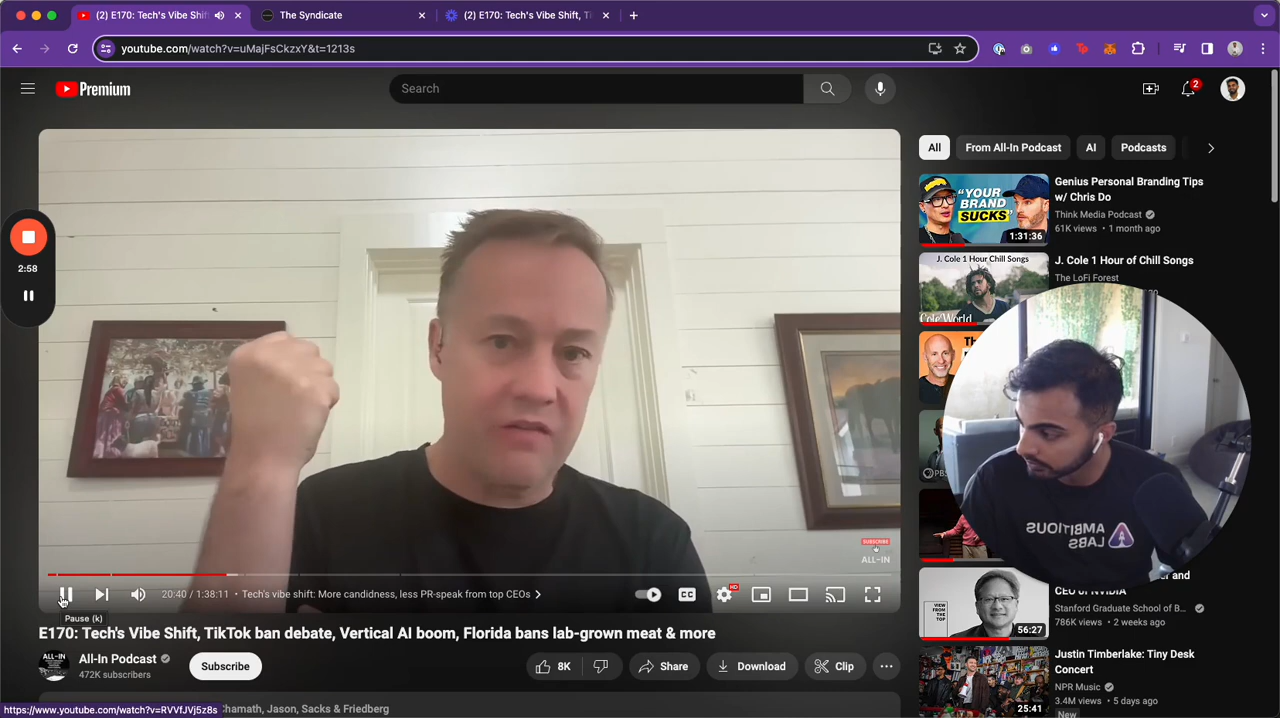 (2) E170: Tech's Vibe Shift
The Syndicate
(2) E170: Tech's Vibe Shift, T
youtube.com/watch?v=uMajFsCkzxY&t=1213s
Premium
Search
2
All
From All-In Podcast
AI
Podcasts
"YOUR
BRAND
SUCKS"
1:31:36
Genius Personal Branding Tips
w/ Chris Do
Think Media Podcast
61K views • 1 month ago
2:58
J. Cole 1 Hour Chill Songs
Cole World
J. Cole 1 Hour of Chill Songs
The LoFi Forest
PBS
AMBITIOUS
LABS
SUBSCRIBE
ALL-IN
20:40 / 1:38:11 • Tech's vibe shift: More candidness, less PR-speak from top CEOs
CC
HD
Pause (k)
VIEW
FROM
THE
TOP
56:27
and
CEO of NVIDIA
Stanford Graduate School of B...
786K views • 2 weeks ago
E170: Tech's Vibe Shift, TikTok ban debate, Vertical AI boom, Florida bans lab-grown meat & more
ALL-IN
All-In Podcast
472K subscribers
Subscribe
8K
Share
Download
Clip
25:41
Justin Timberlake: Tiny Desk
Concert
NPR Music
3.4M views • 5 days ago
New
https://www.youtube.com/watch?v=RVVfJVj5z8s
Chamath, Jason, Sacks & Friedberg